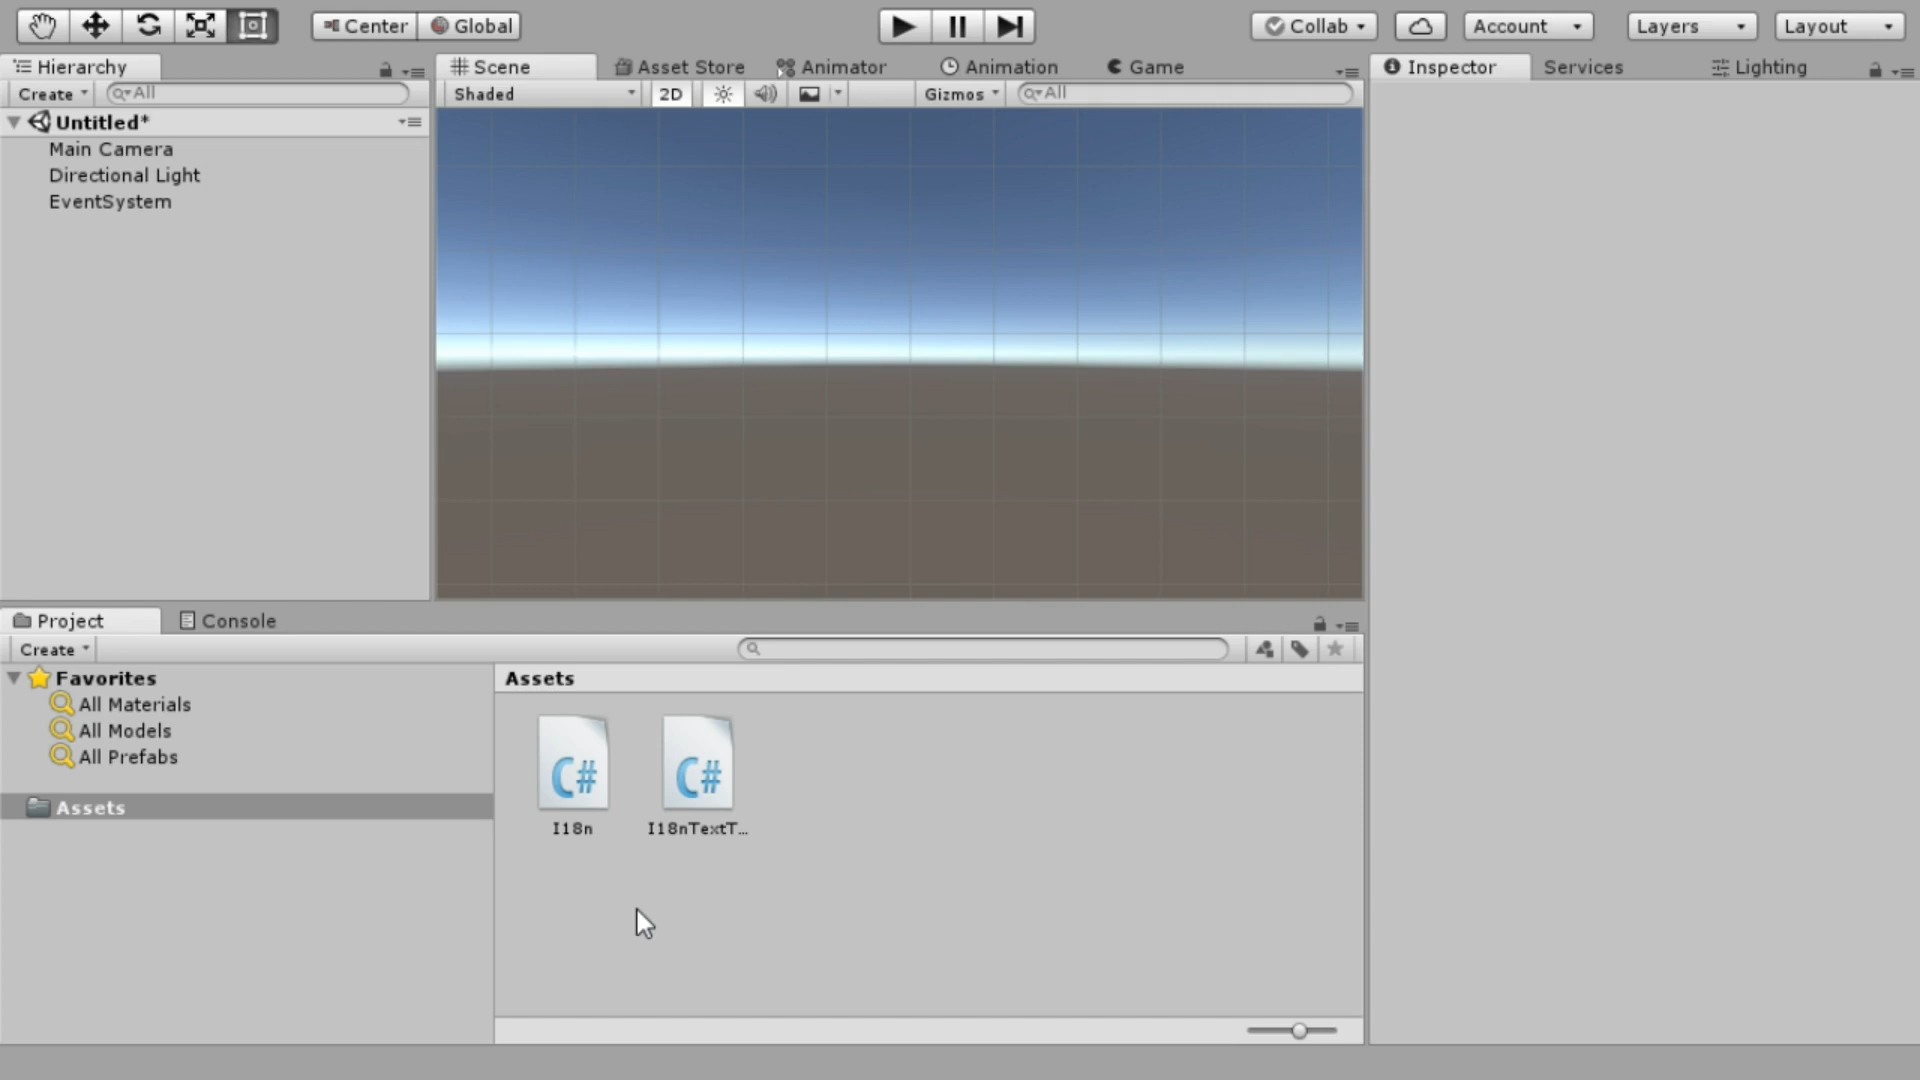 Center Global
Collab Account Layers Layout
Hierarchy
Create All
Untitled*
Main Camera
Directional Light
EventSystem
Scene Asset Store Animator Animation Game
Shaded 2D Gizmos All
Inspector Services Lighting
Project Console
Create
Favorites
All Materials
All Models
All Prefabs
Assets
Assets
C# C#
I18n I18nTextT...